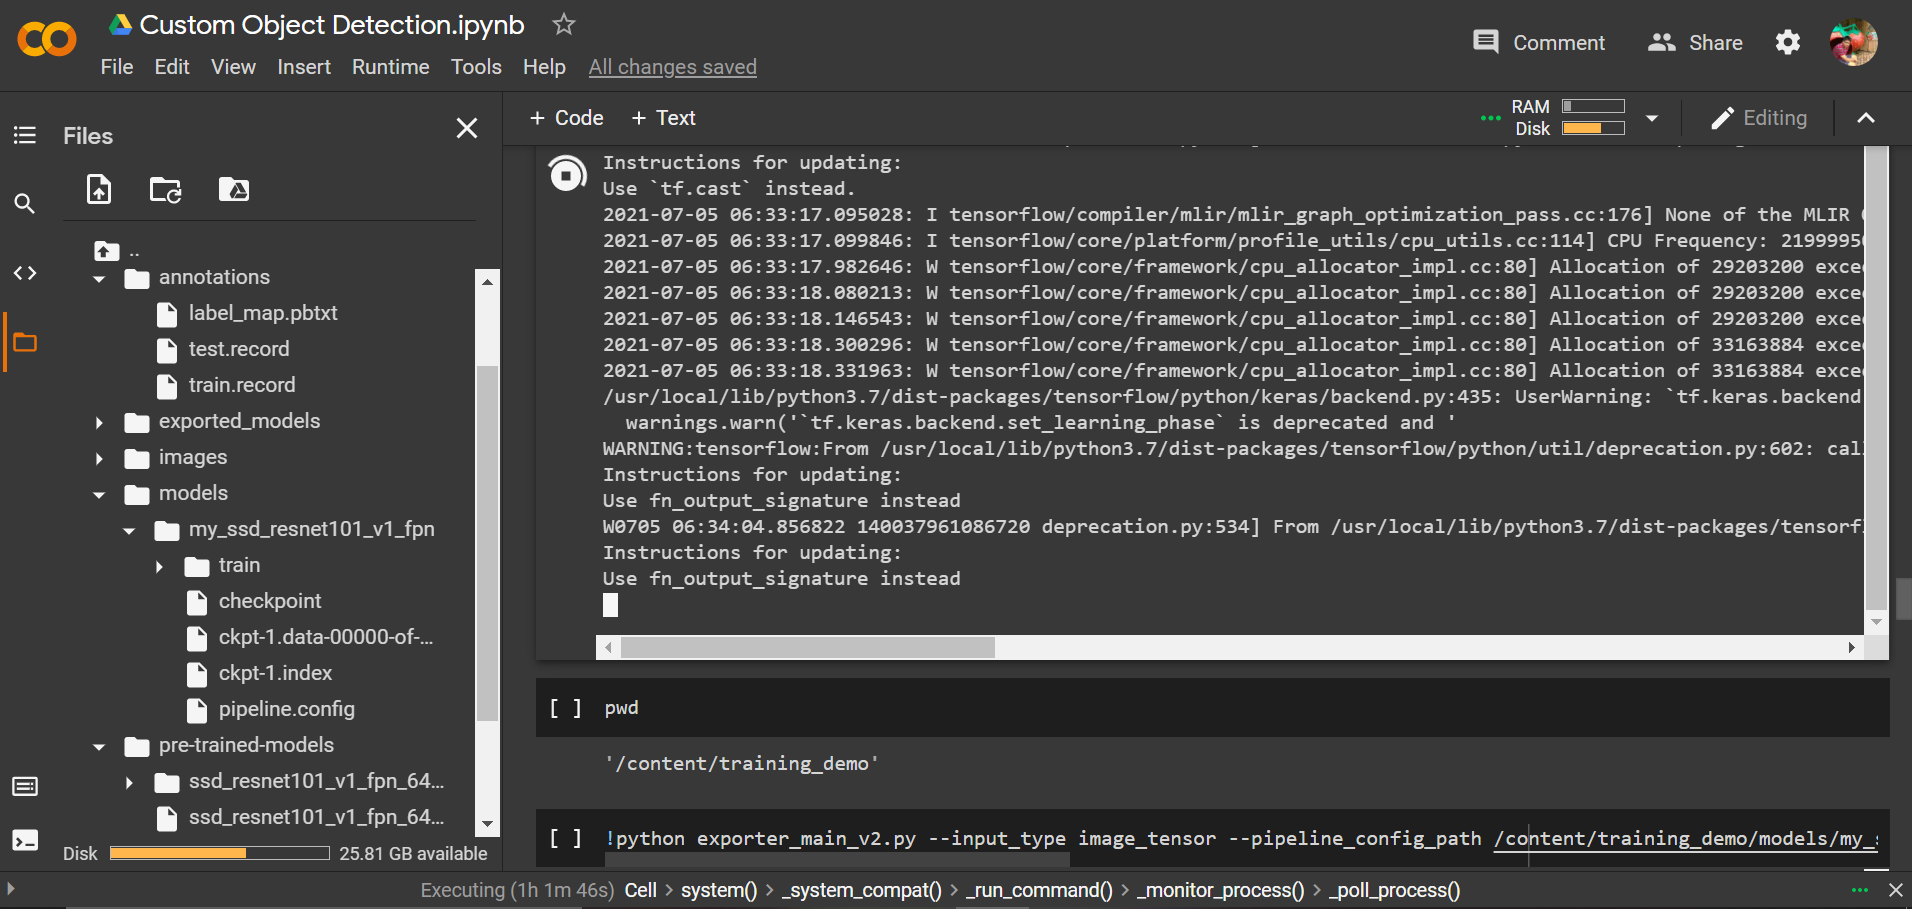 Custom Object Detection.ipynb
File Edit View Insert Runtime Tools Help All changes saved
Comment Share
Files
+ Code + Text
RAM
Disk
Editing
..
annotations
label_map.pbtxt
test.record
train.record
exported_models
images
models
my_ssd_resnet101_v1_fpn
train
checkpoint
ckpt-1.data-00000-of-...
ckpt-1.index
pipeline.config
pre-trained-models
ssd_resnet101_v1_fpn_64...
ssd_resnet101_v1_fpn_64...
Disk 25.81 GB available
Instructions for updating:
Use `tf.cast` instead.
2021-07-05 06:33:17.095028: I tensorflow/compiler/mlir/mlir_graph_optimization_pass.cc:176] None of the MLIR
2021-07-05 06:33:17.099846: I tensorflow/core/platform/profile_utils/cpu_utils.cc:114] CPU Frequency: 21999950
2021-07-05 06:33:17.982646: W tensorflow/core/framework/cpu_allocator_impl.cc:80] Allocation of 29203200 excee
2021-07-05 06:33:18.080213: W tensorflow/core/framework/cpu_allocator_impl.cc:80] Allocation of 29203200 excee
2021-07-05 06:33:18.146543: W tensorflow/core/framework/cpu_allocator_impl.cc:80] Allocation of 29203200 excee
2021-07-05 06:33:18.300296: W tensorflow/core/framework/cpu_allocator_impl.cc:80] Allocation of 33163884 excee
2021-07-05 06:33:18.331963: W tensorflow/core/framework/cpu_allocator_impl.cc:80] Allocation of 33163884 excee
/usr/local/lib/python3.7/dist-packages/tensorflow/python/keras/backend.py:435: UserWarning: `tf.keras.backend
warnings.warn('`tf.keras.backend.set_learning_phase` is deprecated and '
WARNING:tensorflow:From /usr/local/lib/python3.7/dist-packages/tensorflow/python/util/deprecation.py:602: call
Instructions for updating:
Use fn_output_signature instead
W0705 06:34:04.856822 140037961086720 deprecation.py:534] From /usr/local/lib/python3.7/dist-packages/tensorfl
Instructions for updating:
Use fn_output_signature instead
[ ] pwd
'/content/training_demo'
[ ] !python exporter_main_v2.py --input_type image_tensor --pipeline_config_path /content/training_demo/models/my_s
Executing (1h 1m 46s) Cell > system() > _system_compat() > _run_command() > _monitor_process() > _poll_process()